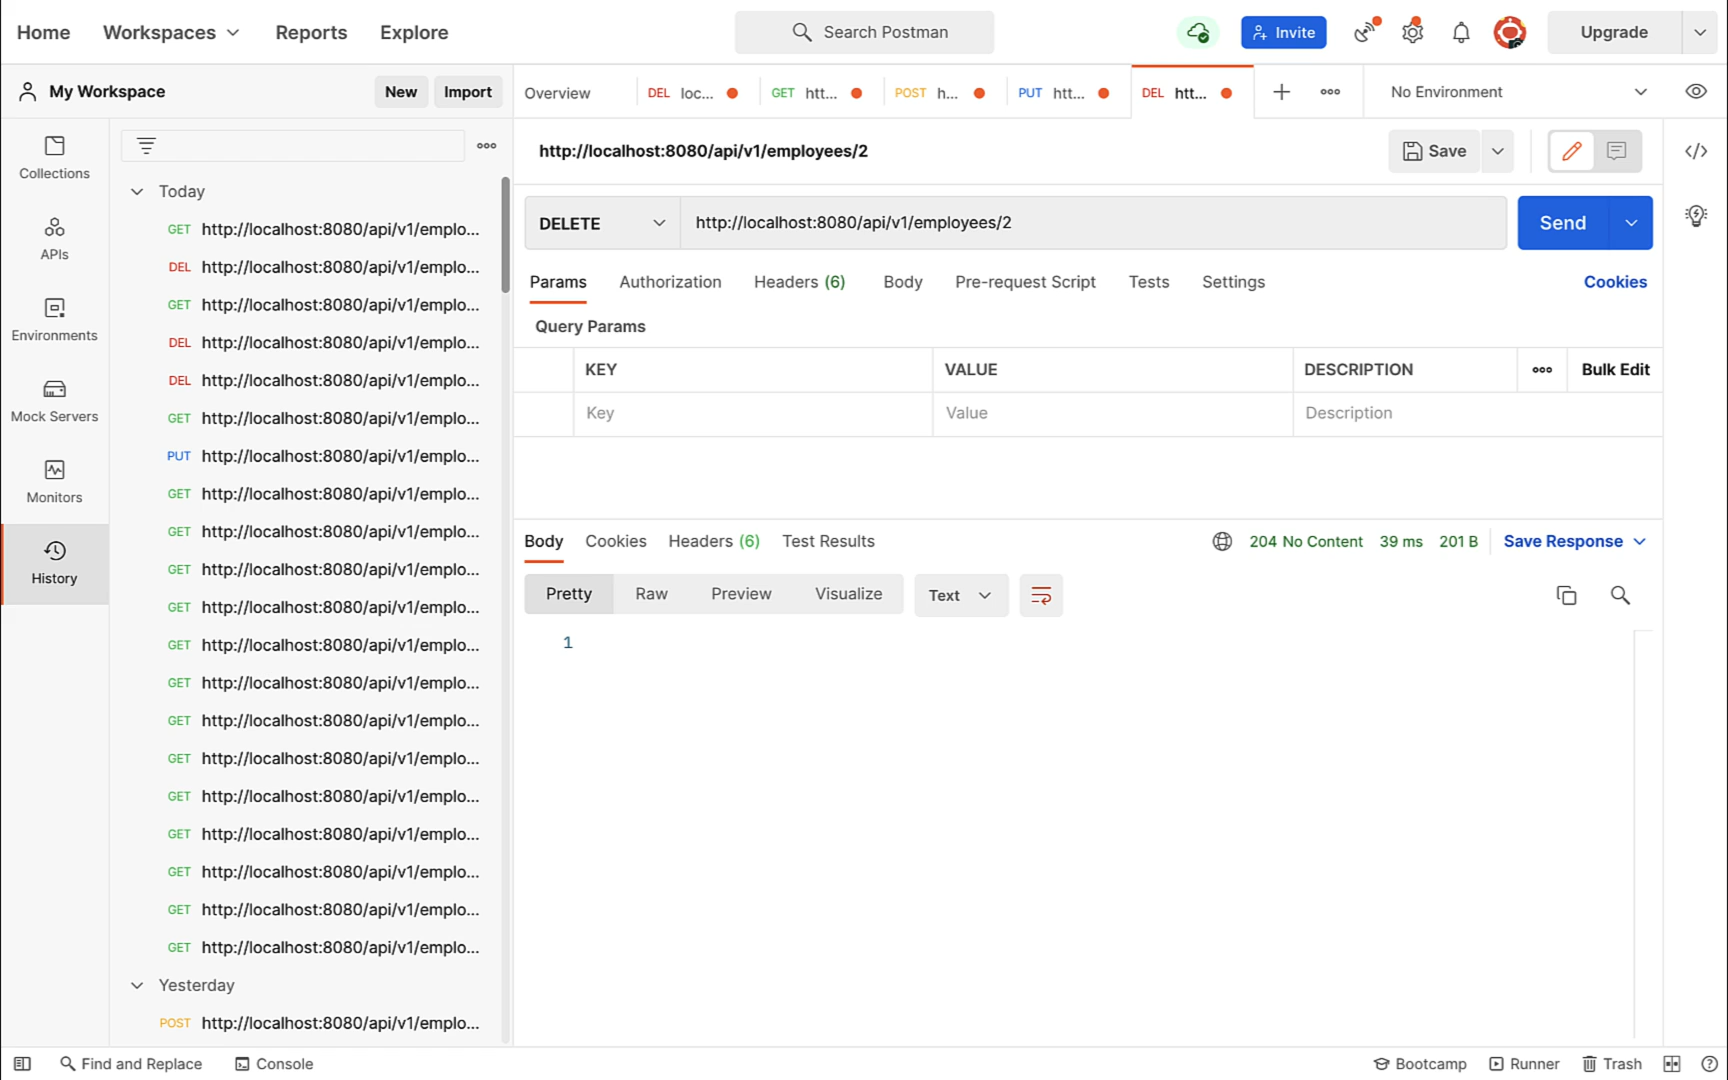 Home
Workspaces
Reports
Explore
Search Postman
Invite
Upgrade
My Workspace
New
Import
Overview
DEL loc...
GET htt...
POST h...
PUT htt...
DEL htt...
No Environment
Collections
APIs
Environments
Mock Servers
Monitors
History
Today
GET http://localhost:8080/api/v1/emplo...
DEL http://localhost:8080/api/v1/emplo...
GET http://localhost:8080/api/v1/emplo...
DEL http://localhost:8080/api/v1/emplo...
DEL http://localhost:8080/api/v1/emplo...
GET http://localhost:8080/api/v1/emplo...
PUT http://localhost:8080/api/v1/emplo...
GET http://localhost:8080/api/v1/emplo...
GET http://localhost:8080/api/v1/emplo...
GET http://localhost:8080/api/v1/emplo...
GET http://localhost:8080/api/v1/emplo...
GET http://localhost:8080/api/v1/emplo...
GET http://localhost:8080/api/v1/emplo...
GET http://localhost:8080/api/v1/emplo...
GET http://localhost:8080/api/v1/emplo...
GET http://localhost:8080/api/v1/emplo...
GET http://localhost:8080/api/v1/emplo...
GET http://localhost:8080/api/v1/emplo...
GET http://localhost:8080/api/v1/emplo...
GET http://localhost:8080/api/v1/emplo...
Yesterday
POST http://localhost:8080/api/v1/emplo...
http://localhost:8080/api/v1/employees/2
Save
DELETE
http://localhost:8080/api/v1/employees/2
Send
Params
Authorization
Headers (6)
Body
Pre-request Script
Tests
Settings
Cookies
Query Params
KEY
VALUE
DESCRIPTION
Bulk Edit
Key
Value
Description
Body
Cookies
Headers (6)
Test Results
204 No Content
39 ms
201 B
Save Response
Pretty
Raw
Preview
Visualize
Text
1
Find and Replace
Console
Bootcamp
Runner
Trash